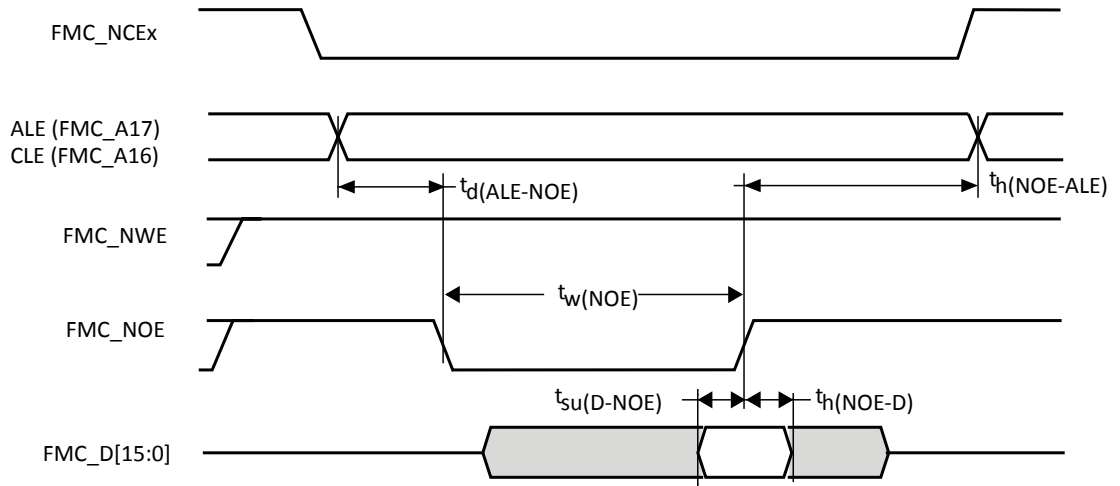 FMC_NCEx
ALE (FMC_A17)
CLE (FMC_A16)
td(ALE-NOE)
th(NOE-ALE)
FMC_NWE
tw(NOE)
FMC_NOE
tsu(D-NOE)
th(NOE-D)
FMC_D[15:0]